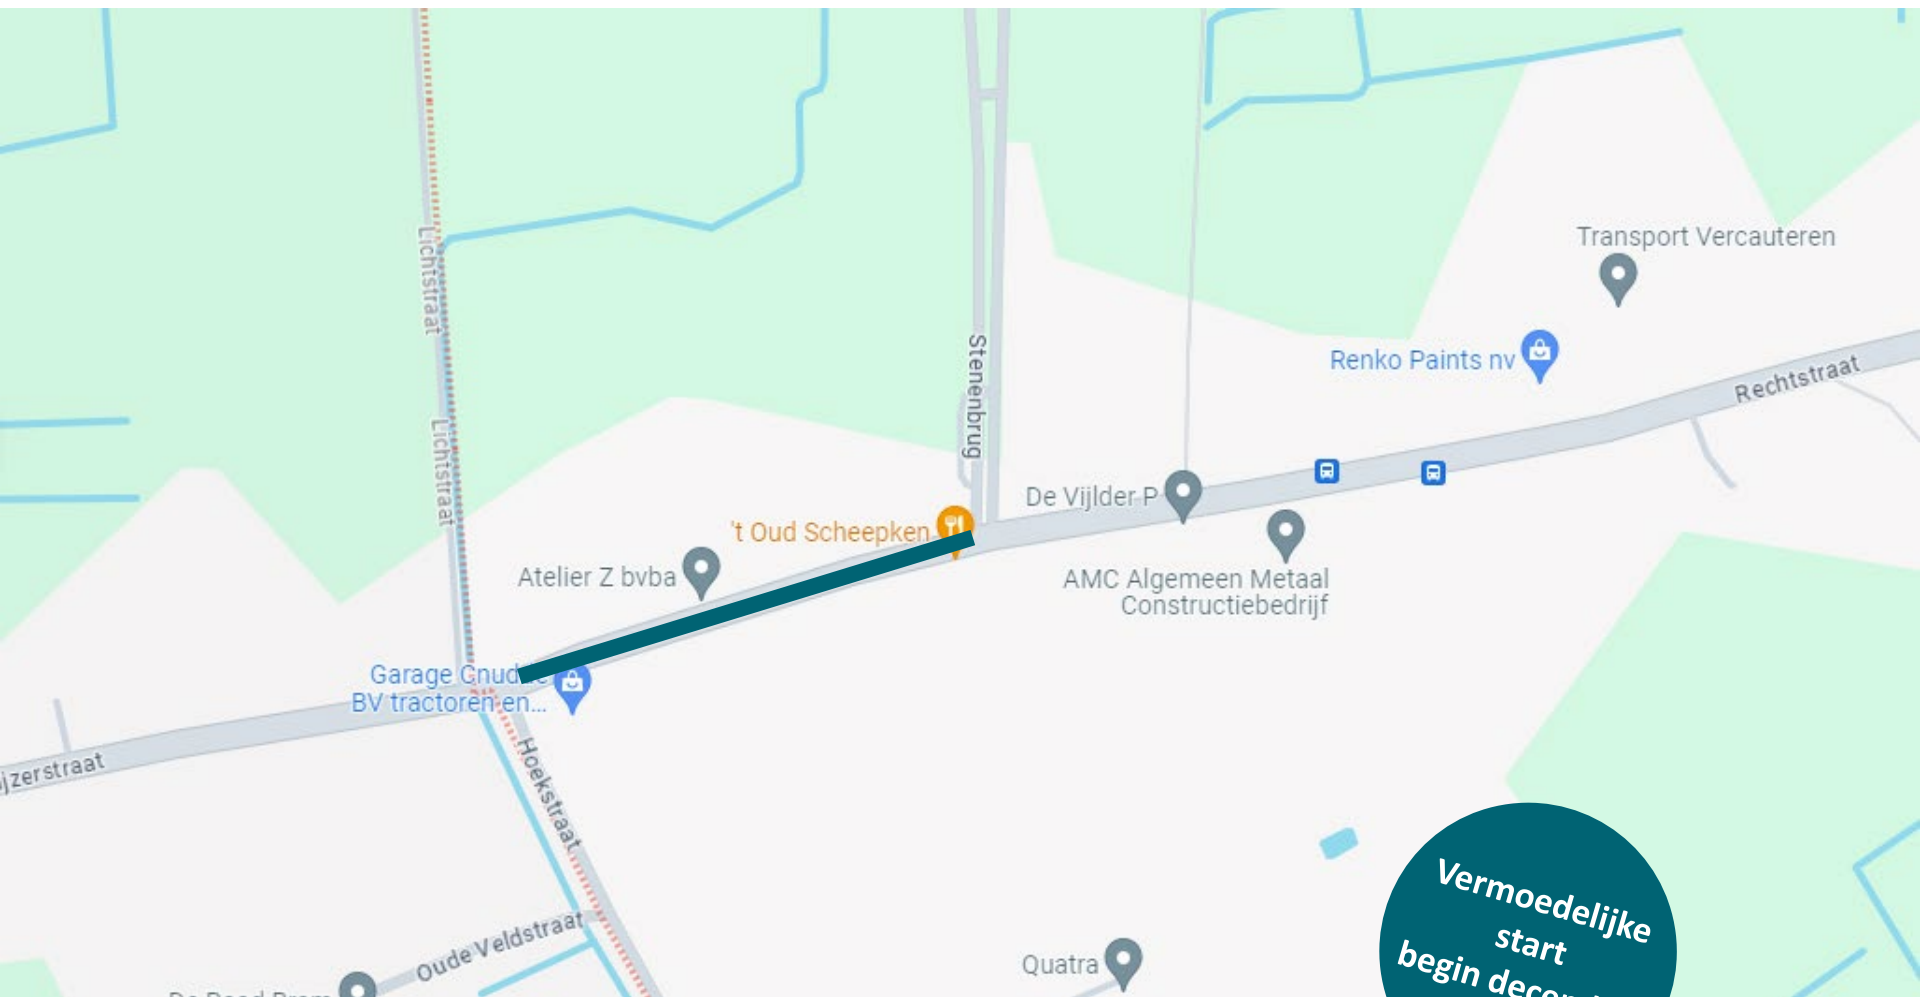 Lichtstraat
Transport Vercauteren
Stenenbrug
Renko Paints nv
Rechtstraat
Lichtstraat
De Vijlder P
't Oud Scheepken
Atelier Z bvba
AMC Algemeen Metaal
Constructiebedrijf
Garage
BV tractoren en...
Hoekstraat
Vermoedelijke
start
begin
Oude Veldstraat
Quatra